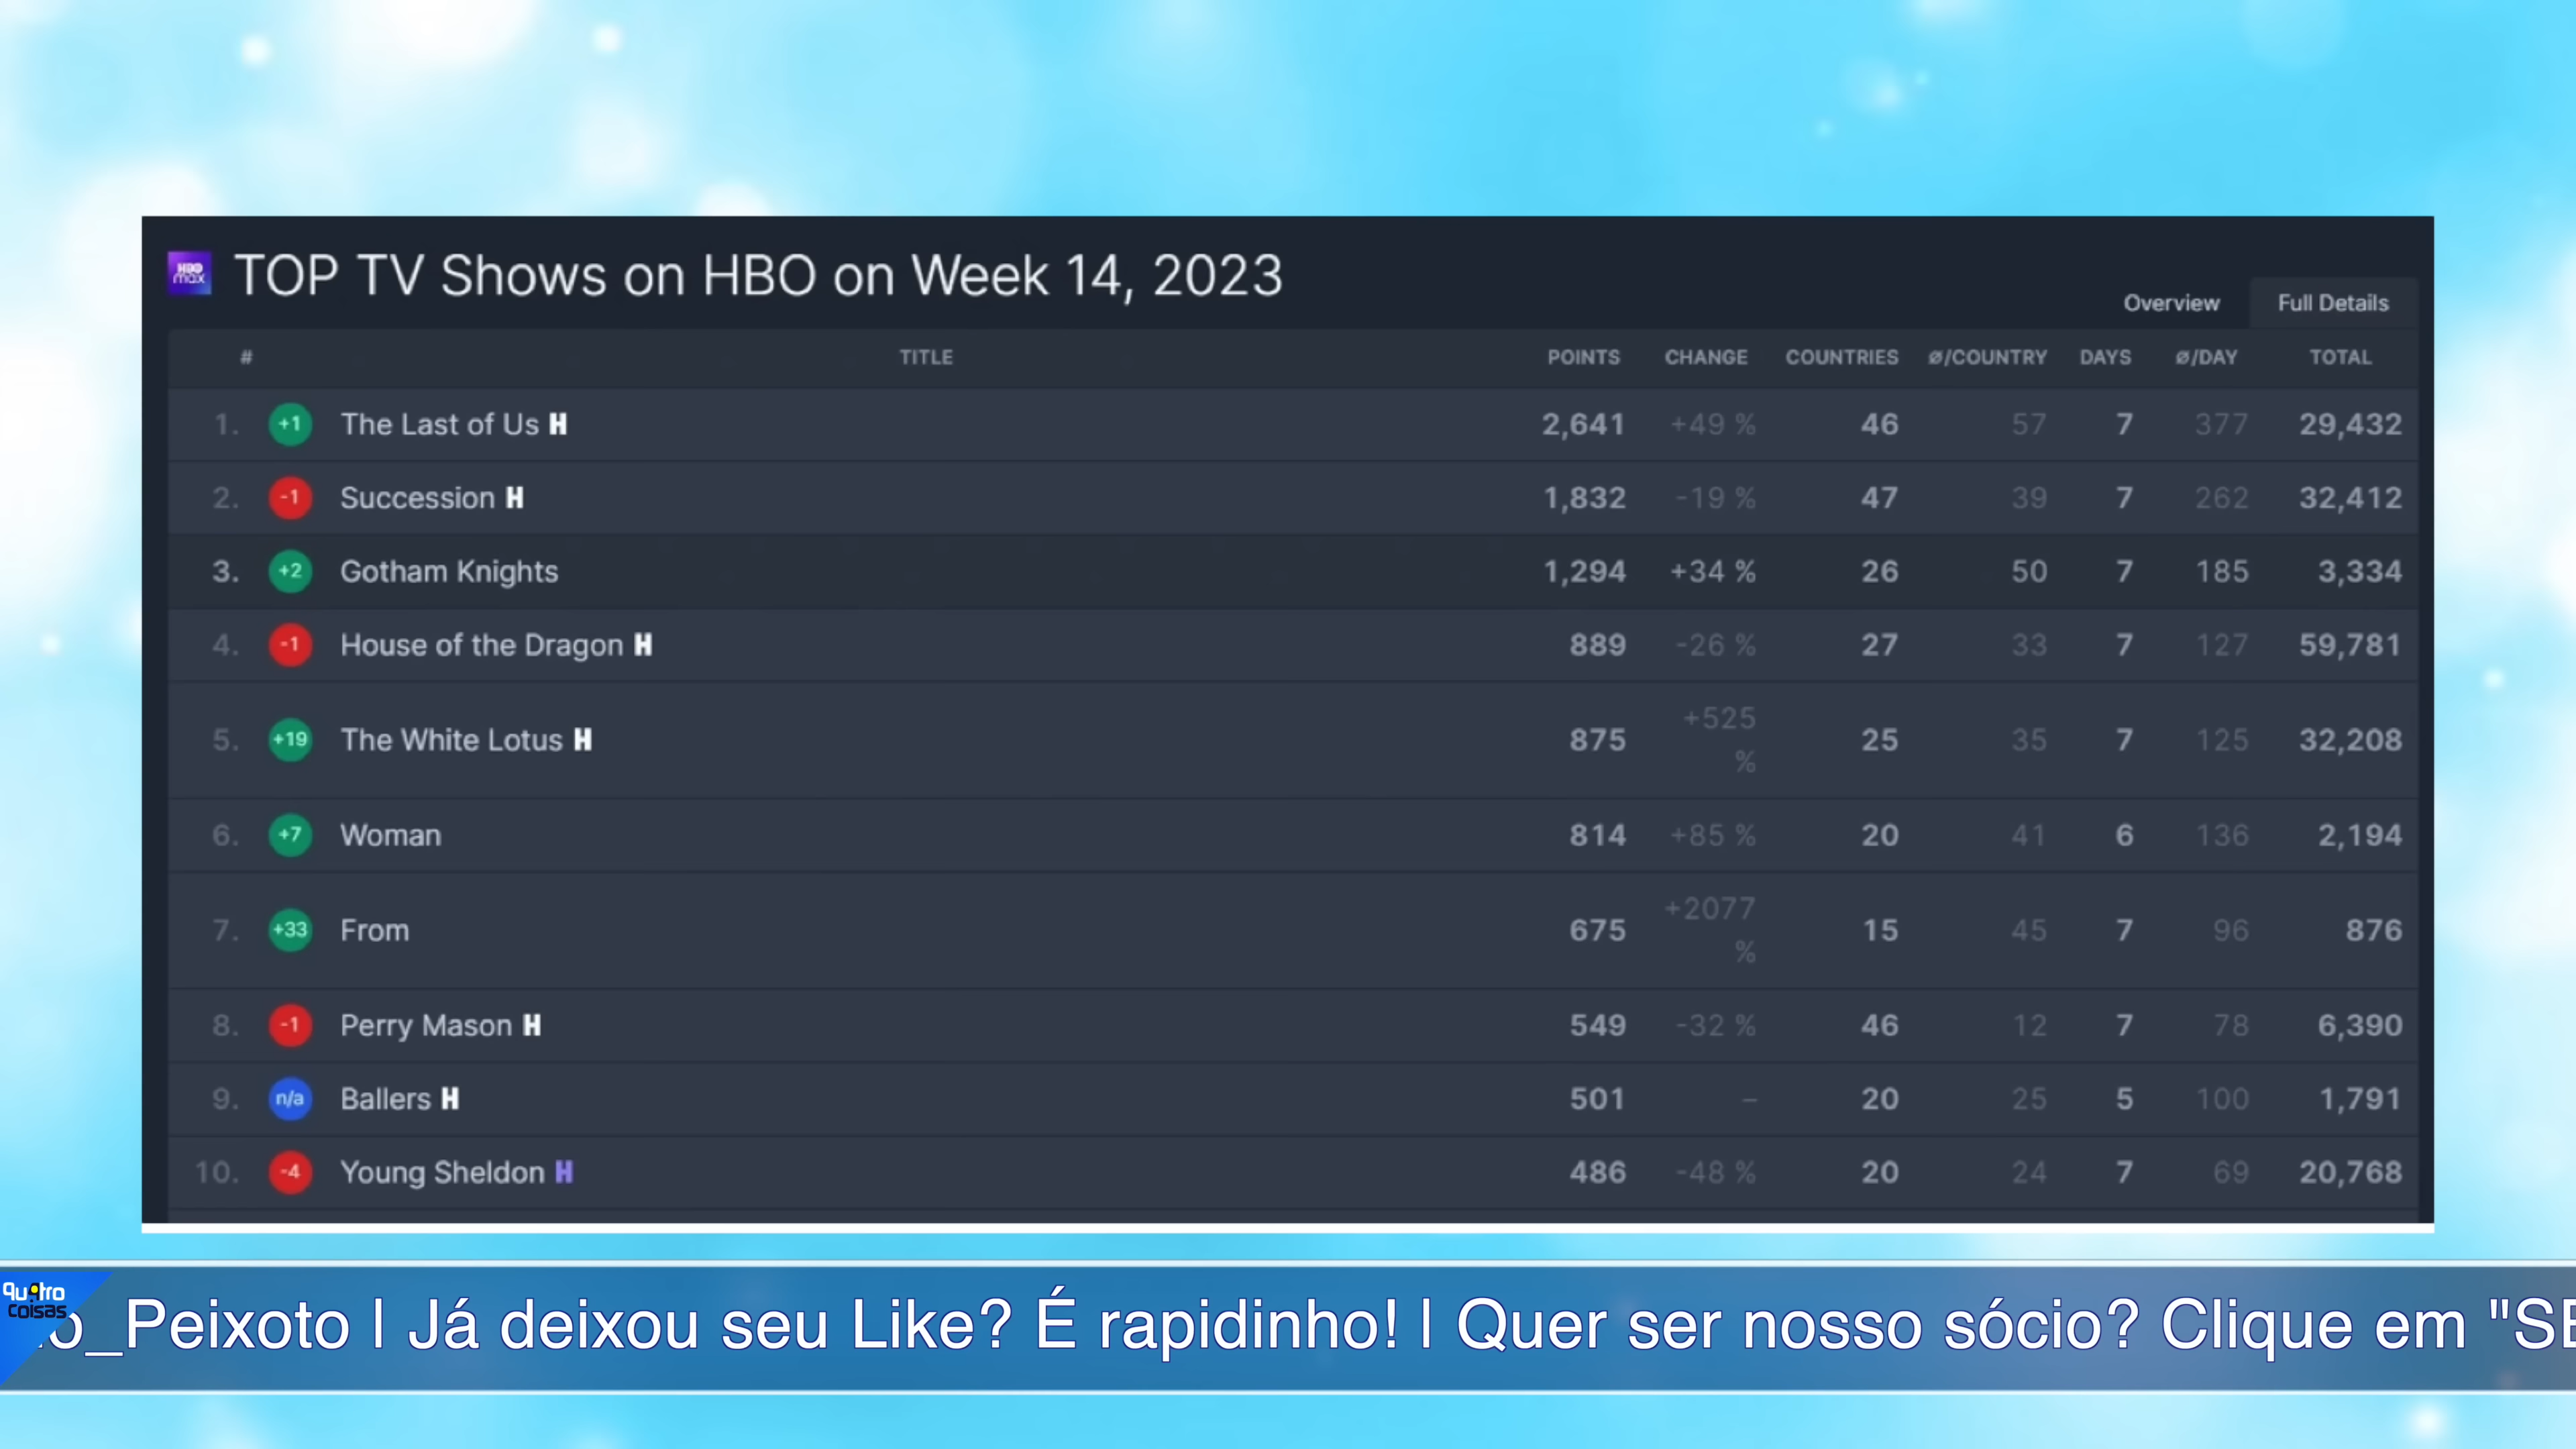 HBO max TOP TV Shows on HBO on Week 14, 2023
Overview Full Details
# TITLE POINTS CHANGE COUNTRIES Ø/COUNTRY DAYS Ø/DAY TOTAL
1. +1 The Last of Us H 2,641 +49 % 46 57 7 377 29,432
2. -1 Succession H 1,832 -19 % 47 39 7 262 32,412
3. +2 Gotham Knights 1,294 +34 % 26 50 7 185 3,334
4. -1 House of the Dragon H 889 -26 % 27 33 7 127 59,781
5. +19 The White Lotus H 875 +525 % 25 35 7 125 32,208
6. +7 Woman 814 +85 % 20 41 6 136 2,194
7. +33 From 675 +2077 % 15 45 7 96 876
8. -1 Perry Mason H 549 -32 % 46 12 7 78 6,390
9. n/a Ballers H 501 – 20 25 5 100 1,791
10. -4 Young Sheldon H 486 -48 % 20 24 7 69 20,768
quatro
coisas
o_Peixoto | Já deixou seu Like? É rapidinho! | Quer ser nosso sócio? Clique em "SE